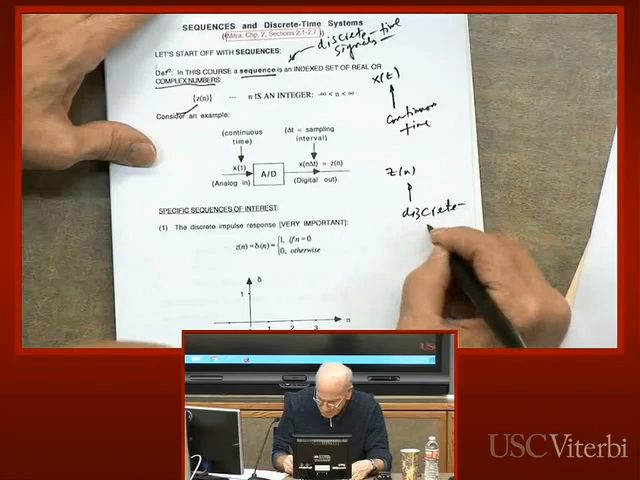 SEQUENCES and Discrete-Time Systems
[Mitra, Chp. 2, Sections 2.1-2.7]
discrete-time
signals
LET'S START OFF WITH SEQUENCES:
Defⁿ: IN THIS COURSE a sequence is AN INDEXED SET OF REAL OR
COMPLEX NUMBERS:
x(t)
{z(n)} ---- n IS AN INTEGER: -∞ < n < ∞
Consider an example:
continuous
time
(continuous time)
(Δt = sampling interval)
x(t)
A/D
x(nΔt) = z(n)
(Analog in)
(Digital out)
z(n)
discrete-
SPECIFIC SEQUENCES OF INTEREST:
(1) The discrete impulse response [VERY IMPORTANT]:
z(n) = δ(n) = {1, if n = 0
0, otherwise
δ
1
n
1 2 3
USC
USC Viterbi